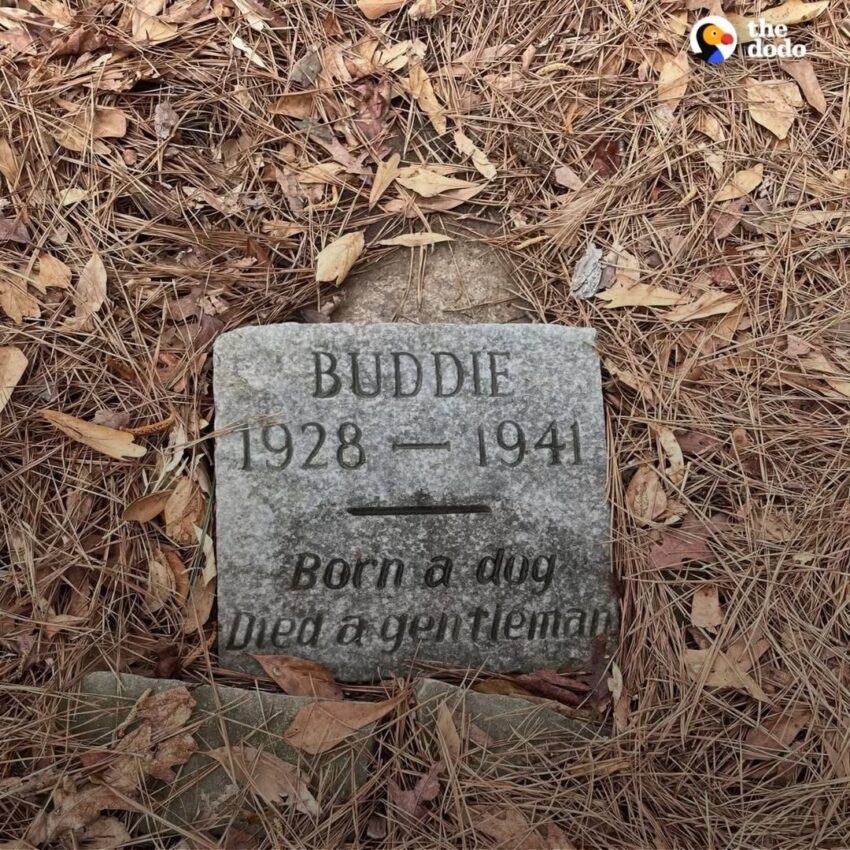 the
dodo
BUDDIE
1928 — 1941
Born a dog
Died a gentleman